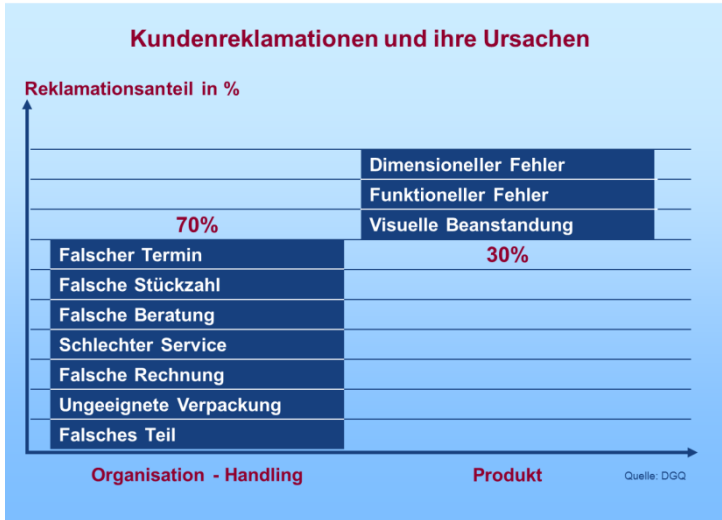 Kundenreklamationen und ihre Ursachen
Reklamationsanteil in %
Dimensioneller Fehler
Funktioneller Fehler
70%
Visuelle Beanstandung
Falscher Termin
30%
Falsche Stückzahl
Falsche Beratung
Schlechter Service
Falsche Rechnung
Ungeeignete Verpackung
Falsches Teil
Organisation - Handling
Produkt
Quelle: DGQ